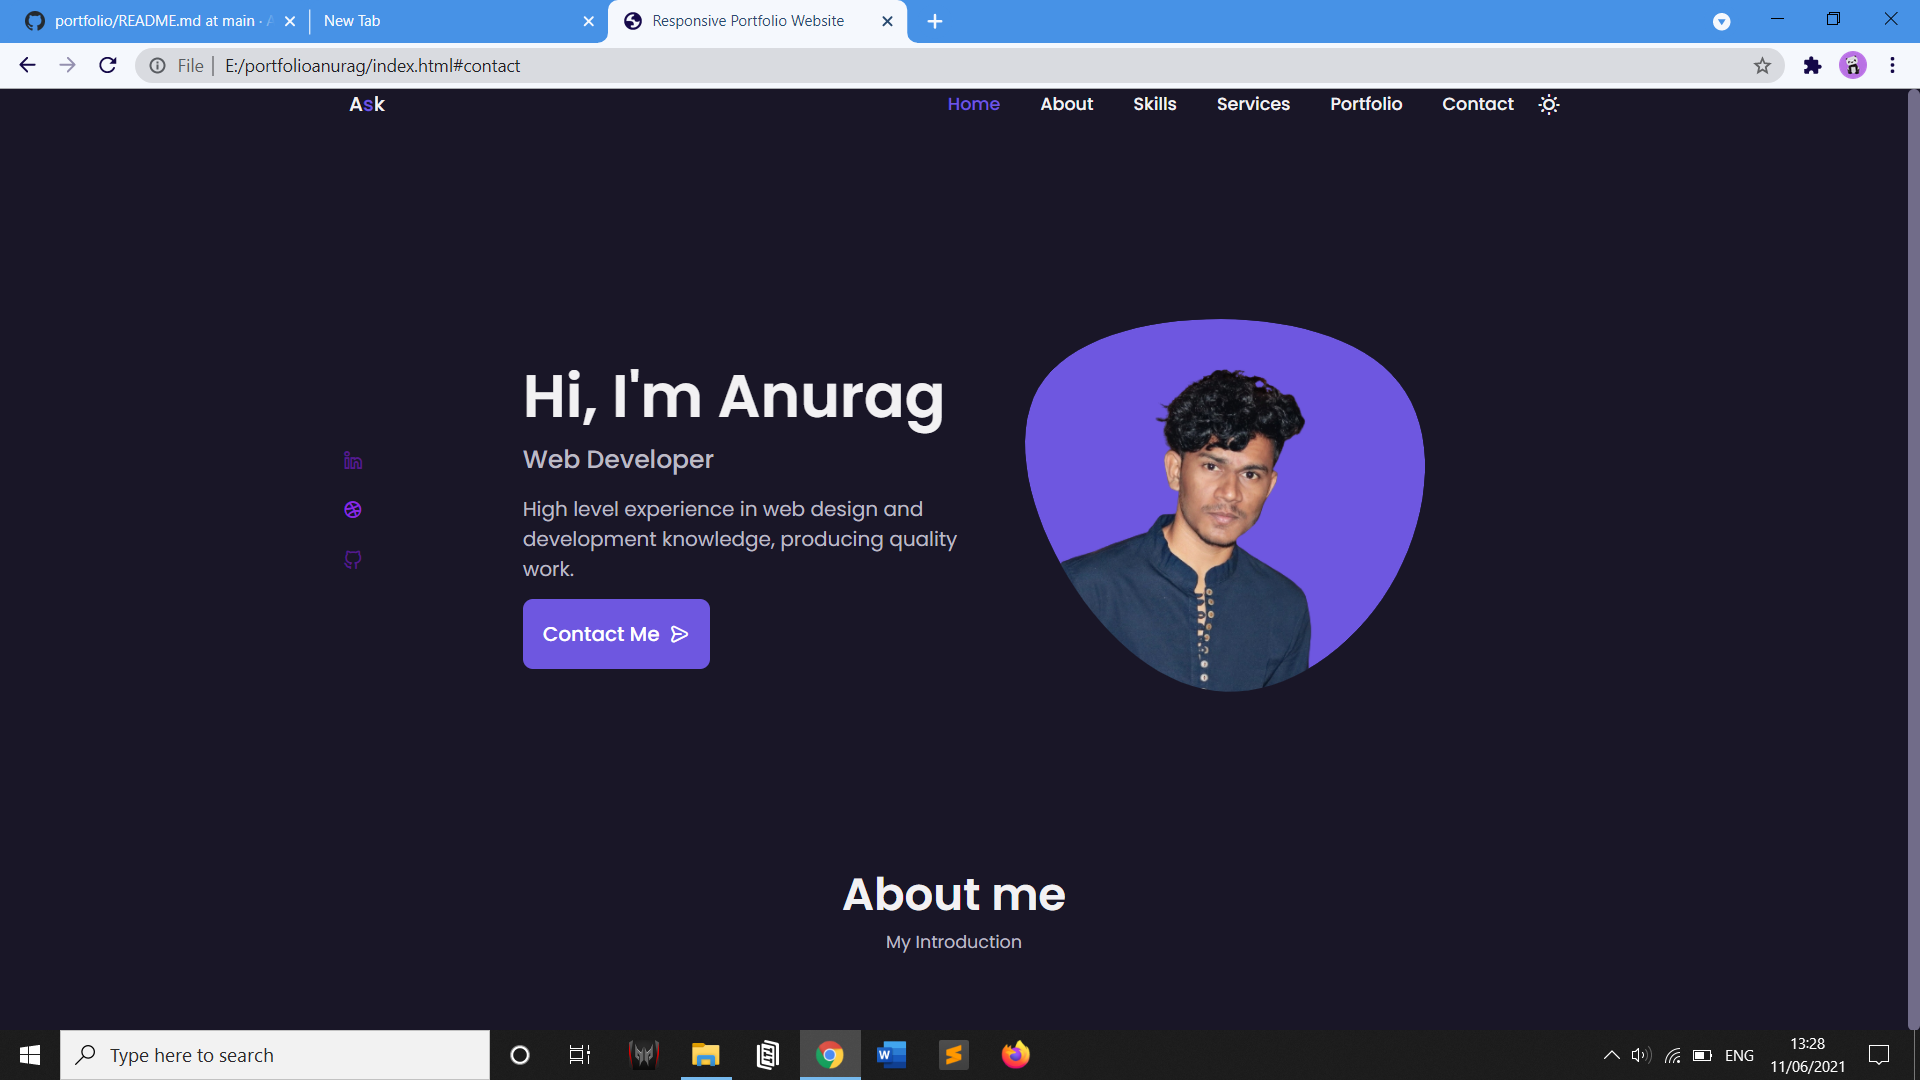 portfolio/README.md at main ·
New Tab
Responsive Portfolio Website
File
E:/portfolioanurag/index.html#contact
Ask
Home About Skills Services Portfolio Contact
Hi, I'm Anurag
Web Developer
High level experience in web design and
development knowledge, producing quality
work.
Contact Me
About me
My Introduction
Type here to search
ENG
13:28
11/06/2021